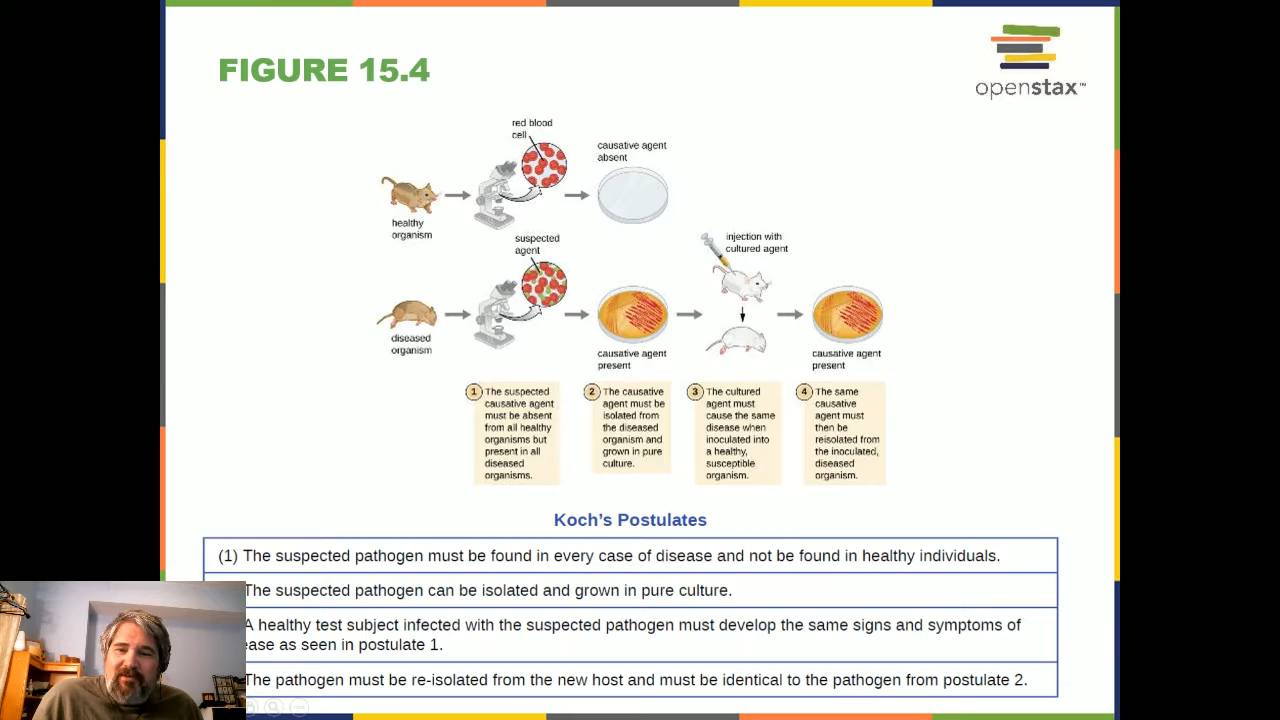 FIGURE 15.4
openstax™
red blood
cell
causative agent
absent
healthy
organism
suspected
agent
injection with
cultured agent
diseased
organism
causative agent
present
causative agent
present
1 The suspected
causative agent
must be absent
from all healthy
organisms but
present in all
diseased
organisms.
2 The causative
agent must be
isolated from
the diseased
organism and
grown in pure
culture.
3 The cultured
agent must
cause the same
disease when
inoculated into
a healthy,
susceptible
organism.
4 The same
causative
agent must
then be
reisolated from
the inoculated,
diseased
organism.
Koch's Postulates
(1) The suspected pathogen must be found in every case of disease and not be found in healthy individuals.
The suspected pathogen can be isolated and grown in pure culture.
A healthy test subject infected with the suspected pathogen must develop the same signs and symptoms of
ease as seen in postulate 1.
The pathogen must be re-isolated from the new host and must be identical to the pathogen from postulate 2.